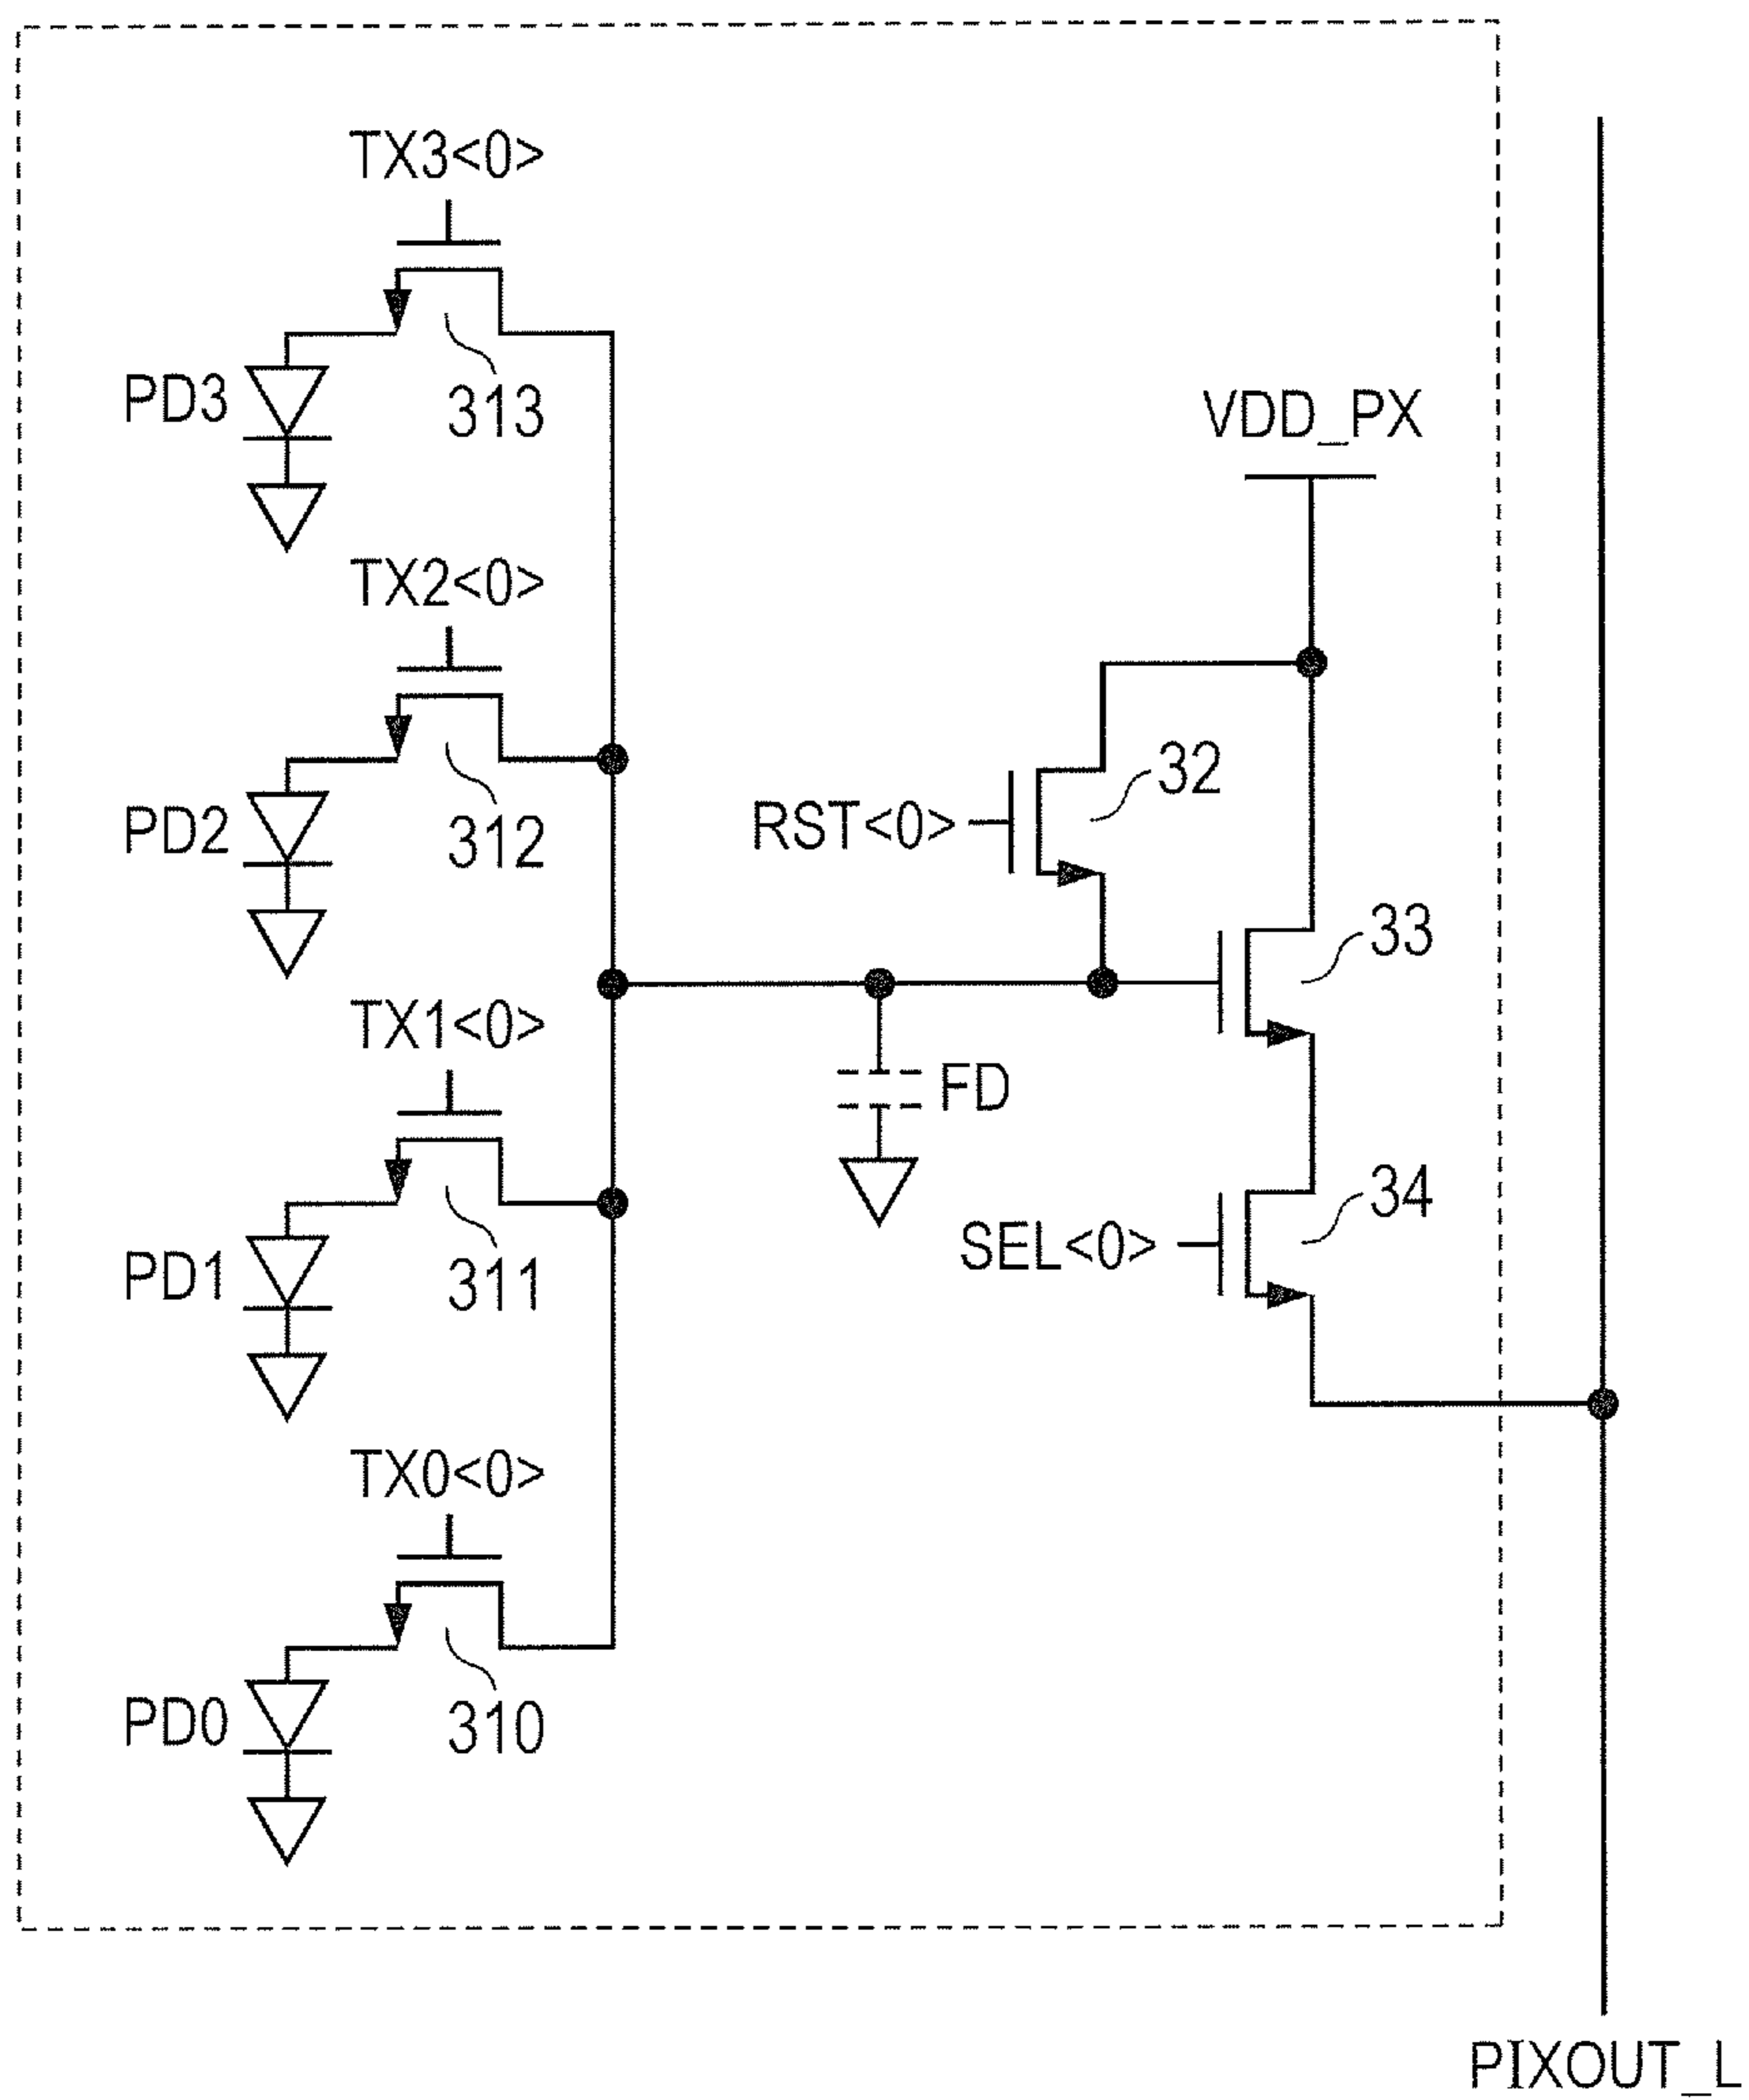 TX3<0>
PD3
313
VDD_PX
TX2<0>
PD2
312
RST<0>
32
33
TX1<0>
FD
PD1
311
SEL<0>
34
TX0<0>
PD0
310
PIXOUT_L